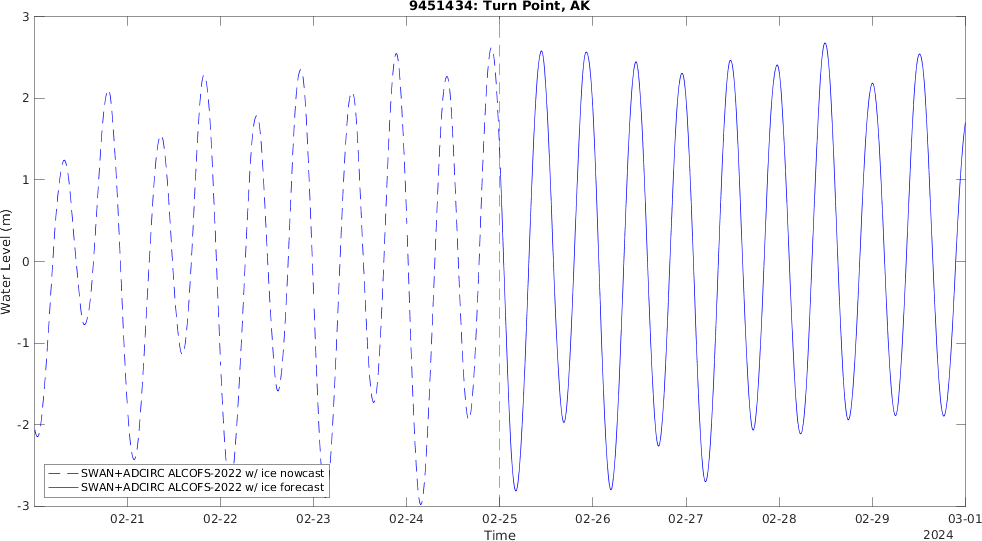 9451434: Turn Point, AK
3
2
1
0
-1
-2
-3
Water Level (m)
SWAN+ADCIRC ALCOFS-2022 w/ ice nowcast
SWAN+ADCIRC ALCOFS-2022 w/ ice forecast
02-21 02-22 02-23 02-24 02-25 02-26 02-27 02-28 02-29 03-01
Time
2024